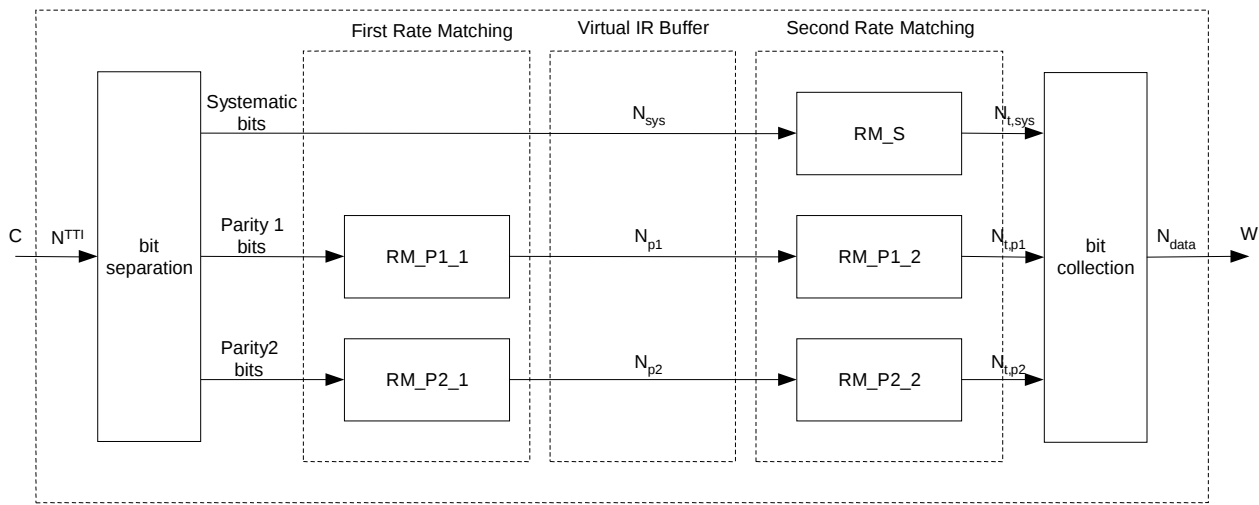 First Rate Matching
Virtual IR Buffer
Second Rate Matching
Systematic
bits
N_sys
RM_S
N_t,sys
C
N^TTI
bit
separation
Parity 1
bits
RM_P1_1
N_p1
RM_P1_2
N_t,p1
bit
collection
N_data
W
Parity2
bits
RM_P2_1
N_p2
RM_P2_2
N_t,p2